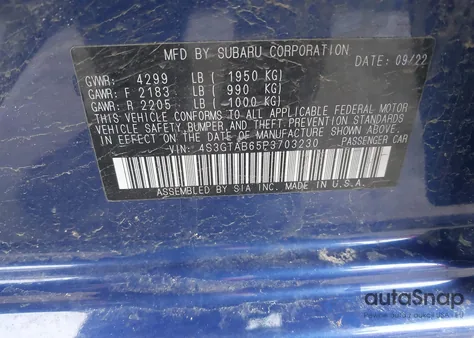 MFD BY SUBARU CORPORATION
DATE: 09/22
GVWR: 4299 LB ( 1950 KG)
GAWR: F 2183 LB ( 990 KG)
GAWR: R 2205 LB ( 1000 KG)
THIS VEHICLE CONFORMS TO ALL APPLICABLE FEDERAL MOTOR
VEHICLE SAFETY,BUMPER AND THEFT PREVENTION STANDARDS
IN EFFECT ON THE DATE OF MANUFACTURE SHOWN ABOVE.
VIN: 4S3GTAB65P3703230 PASSENGER CAR
ASSEMBLED BY SIA INC. MADE IN U.S.A.
autoSnap